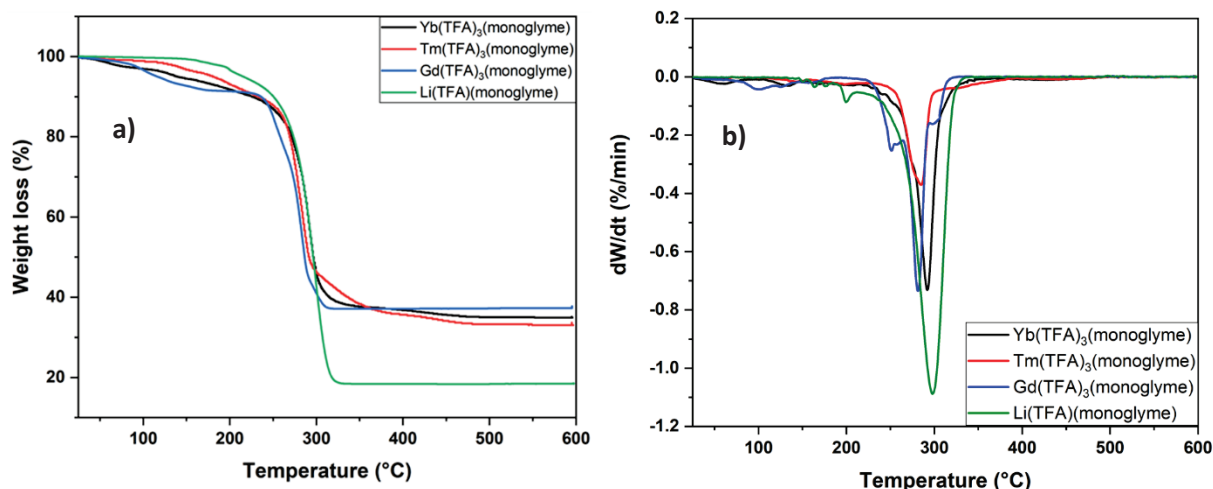 Yb(TFA)₃(monoglyme)
Tm(TFA)₃(monoglyme)
Gd(TFA)₃(monoglyme)
Li(TFA)(monoglyme)
a)
Weight loss (%)
100
80
60
40
20
100 200 300 400 500 600
Temperature (°C)
b)
dW/dt (%/min)
0.2
0.0
-0.2
-0.4
-0.6
-0.8
-1.0
-1.2
Yb(TFA)₃(monoglyme)
Tm(TFA)₃(monoglyme)
Gd(TFA)₃(monoglyme)
Li(TFA)(monoglyme)
100 200 300 400 500 600
Temperature (°C)